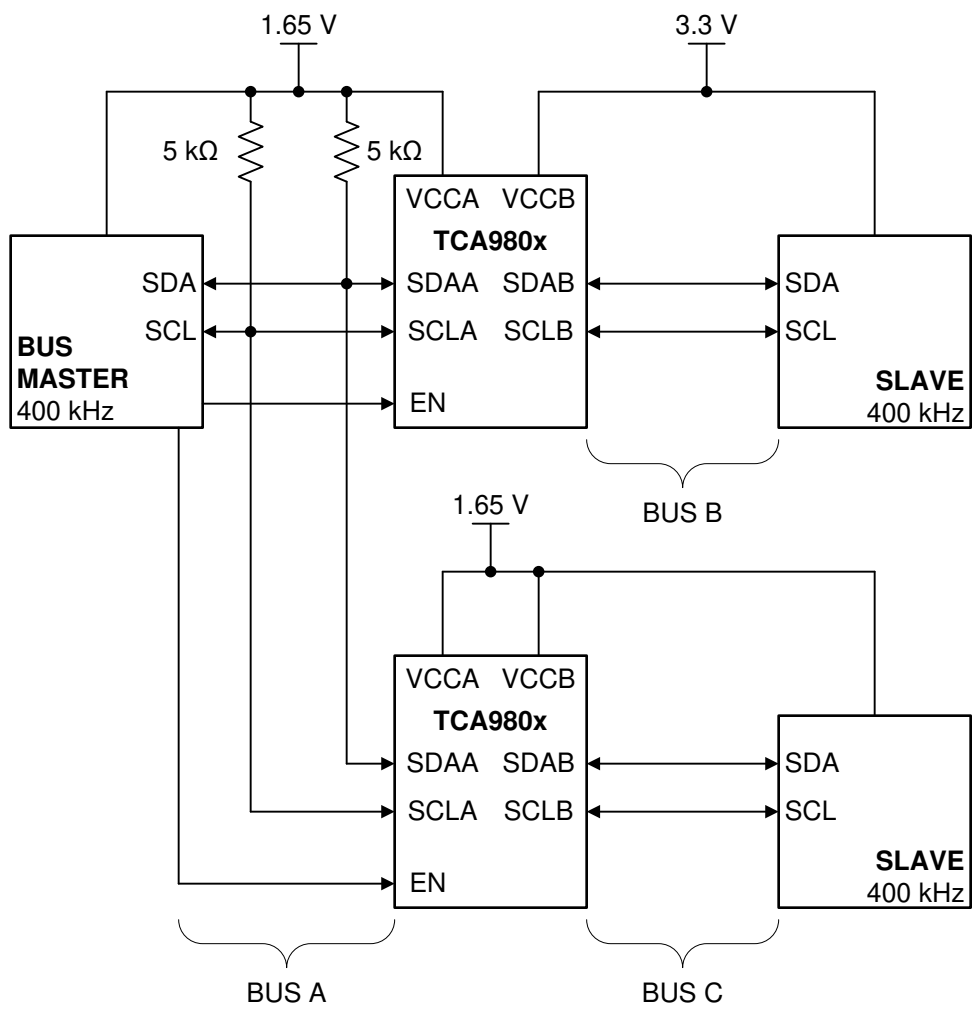 1.65 V
3.3 V
5 kΩ
5 kΩ
VCCA VCCB
TCA980x
SDA
SCL
BUS
MASTER
400 kHz
SDAA SDAB
SCLA SCLB
EN
SDA
SCL
SLAVE
400 kHz
BUS B
1.65 V
VCCA VCCB
TCA980x
SDAA SDAB
SCLA SCLB
EN
SDA
SCL
SLAVE
400 kHz
BUS A
BUS C